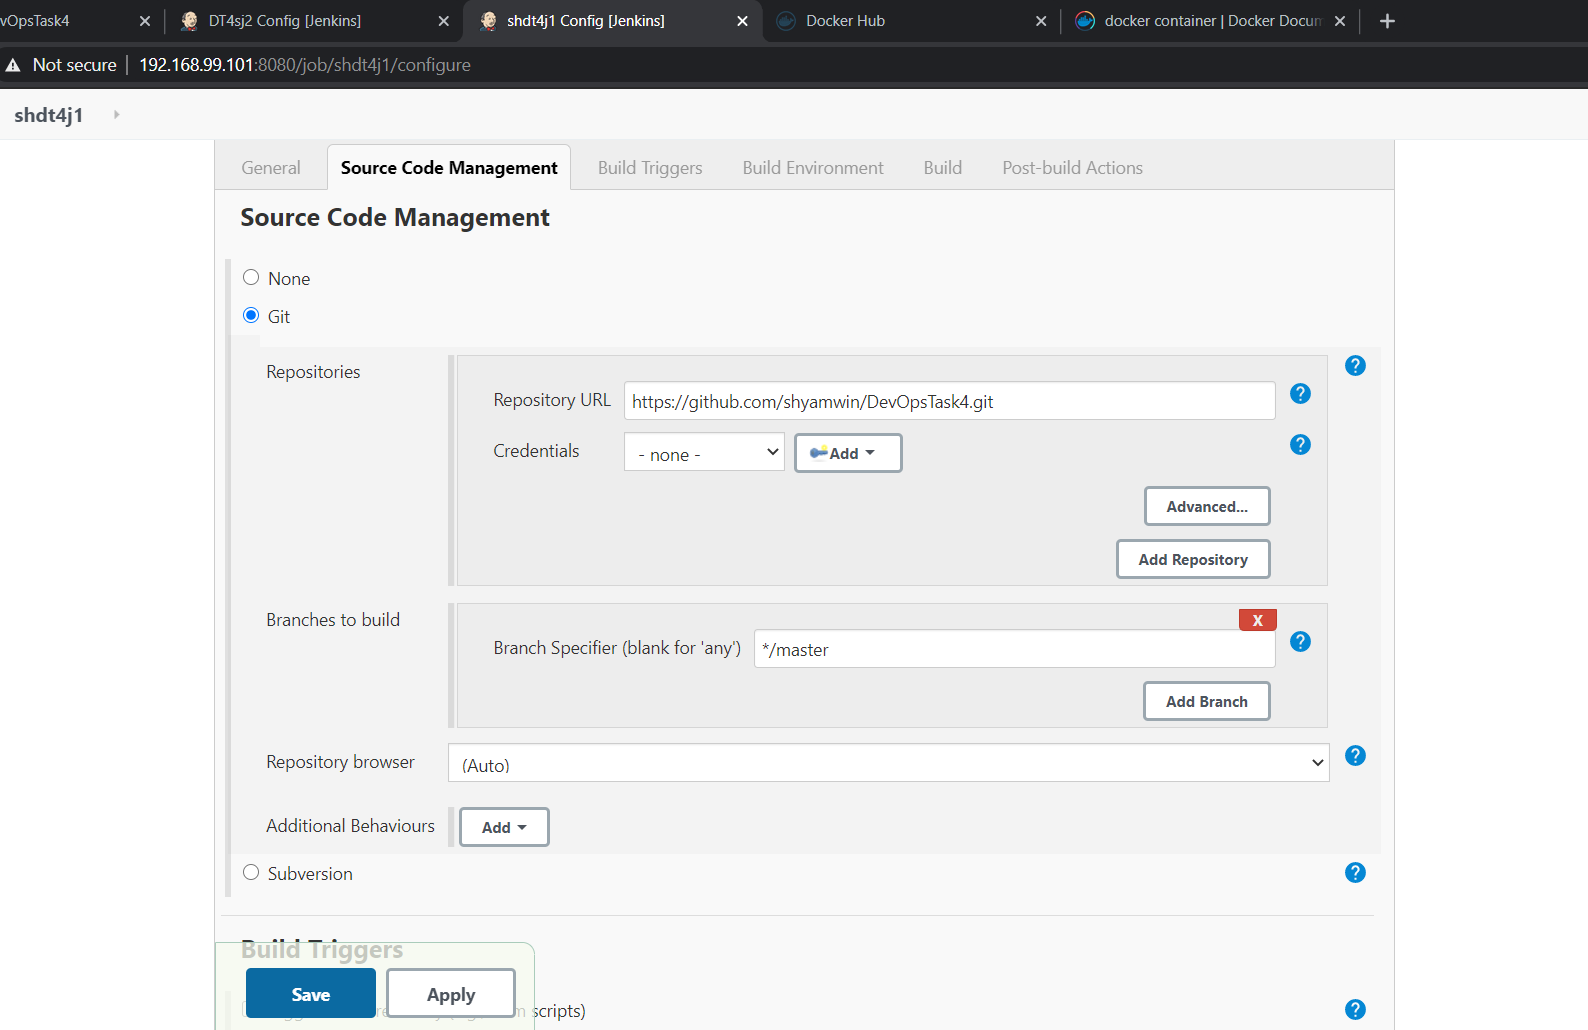 vOpsTask4
DT4sj2 Config [Jenkins]
shdt4j1 Config [Jenkins]
Docker Hub
docker container | Docker Docum
Not secure
192.168.99.101:8080/job/shdt4j1/configure
shdt4j1
General
Source Code Management
Build Triggers
Build Environment
Build
Post-build Actions
Source Code Management
None
Git
Repositories
Repository URL
https://github.com/shyamwin/DevOpsTask4.git
Credentials
- none -
Add
Advanced...
Add Repository
Branches to build
X
Branch Specifier (blank for 'any')
*/master
Add Branch
Repository browser
(Auto)
Additional Behaviours
Add
Subversion
Build Triggers
Save
Apply
scripts)